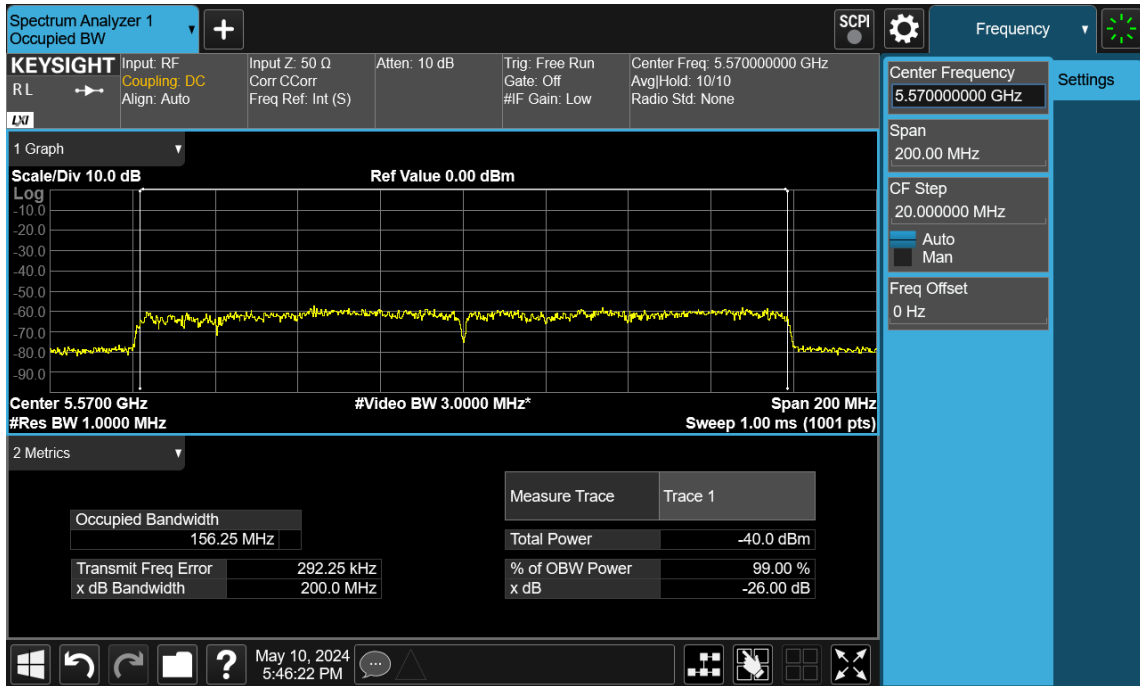 Spectrum Analyzer 1
Occupied BW
+
SCPI
Frequency
KEYSIGHT
R L
LXI
Input: RF
Coupling: DC
Align: Auto
Input Z: 50 Ω
Corr CCorr
Freq Ref: Int (S)
Atten: 10 dB
Trig: Free Run
Gate: Off
#IF Gain: Low
Center Freq: 5.570000000 GHz
Avg|Hold: 10/10
Radio Std: None
Center Frequency
5.570000000 GHz
Settings
Span
200.00 MHz
CF Step
20.000000 MHz
Auto
Man
Freq Offset
0 Hz
1 Graph
Scale/Div 10.0 dB
Ref Value 0.00 dBm
Log
-10.0
-20.0
-30.0
-40.0
-50.0
-60.0
-70.0
-80.0
-90.0
Center 5.5700 GHz
#Video BW 3.0000 MHz*
Span 200 MHz
#Res BW 1.0000 MHz
Sweep 1.00 ms (1001 pts)
2 Metrics
Measure Trace Trace 1
Occupied Bandwidth
156.25 MHz
Total Power -40.0 dBm
Transmit Freq Error 292.25 kHz
% of OBW Power 99.00 %
x dB Bandwidth 200.0 MHz
x dB -26.00 dB
?
May 10, 2024
5:46:22 PM